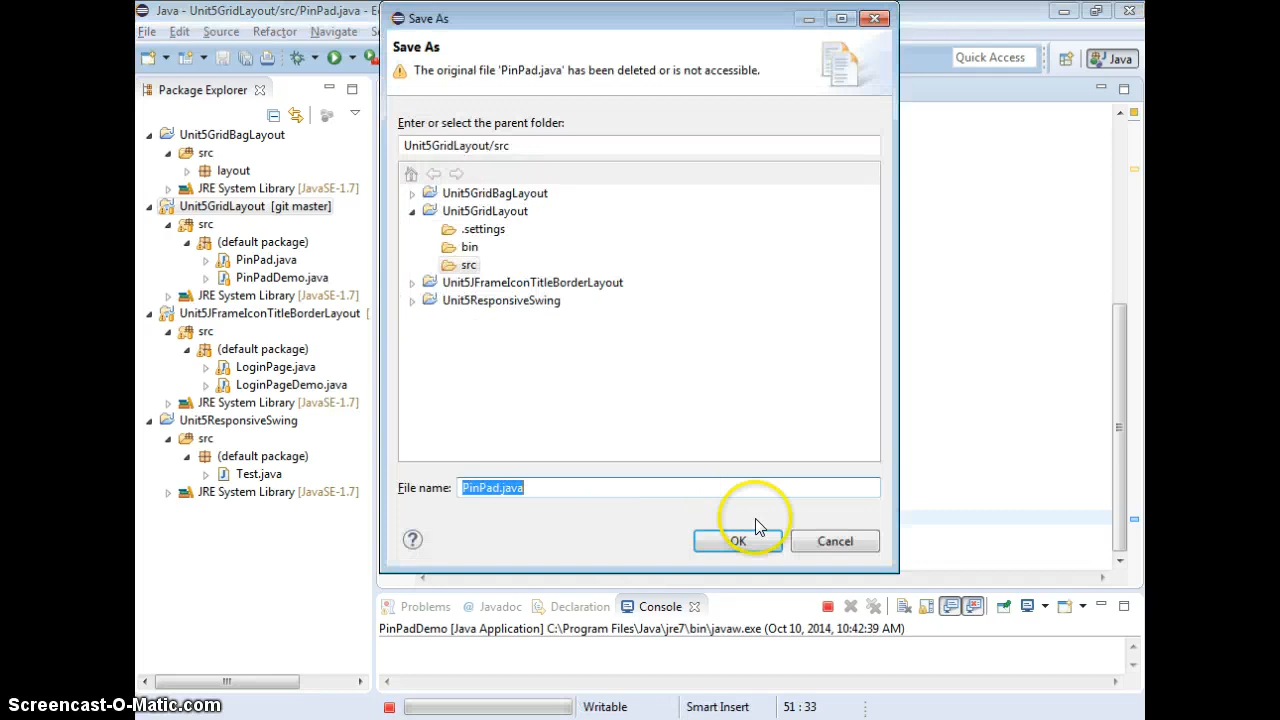 Java - Unit5GridLayout/src/PinPad.java - E
File Edit Source Refactor Navigate Se
Quick Access
Java
Package Explorer
Unit5GridBagLayout
src
layout
JRE System Library [JavaSE-1.7]
Unit5GridLayout [git master]
src
(default package)
PinPad.java
PinPadDemo.java
JRE System Library [JavaSE-1.7]
Unit5JFrameIconTitleBorderLayout [
src
(default package)
LoginPage.java
LoginPageDemo.java
JRE System Library [JavaSE-1.7]
Unit5ResponsiveSwing
src
(default package)
Test.java
JRE System Library [JavaSE-1.7]
Save As
Save As
The original file 'PinPad.java' has been deleted or is not accessible.
Enter or select the parent folder:
Unit5GridLayout/src
Unit5GridBagLayout
Unit5GridLayout
.settings
bin
src
Unit5JFrameIconTitleBorderLayout
Unit5ResponsiveSwing
File name: PinPad.java
OK Cancel
Problems @ Javadoc Declaration Console
PinPadDemo [Java Application] C:\Program Files\Java\jre7\bin\javaw.exe (Oct 10, 2014, 10:42:39 AM)
Writable Smart Insert 51 : 33
Screencast-O-Matic.com